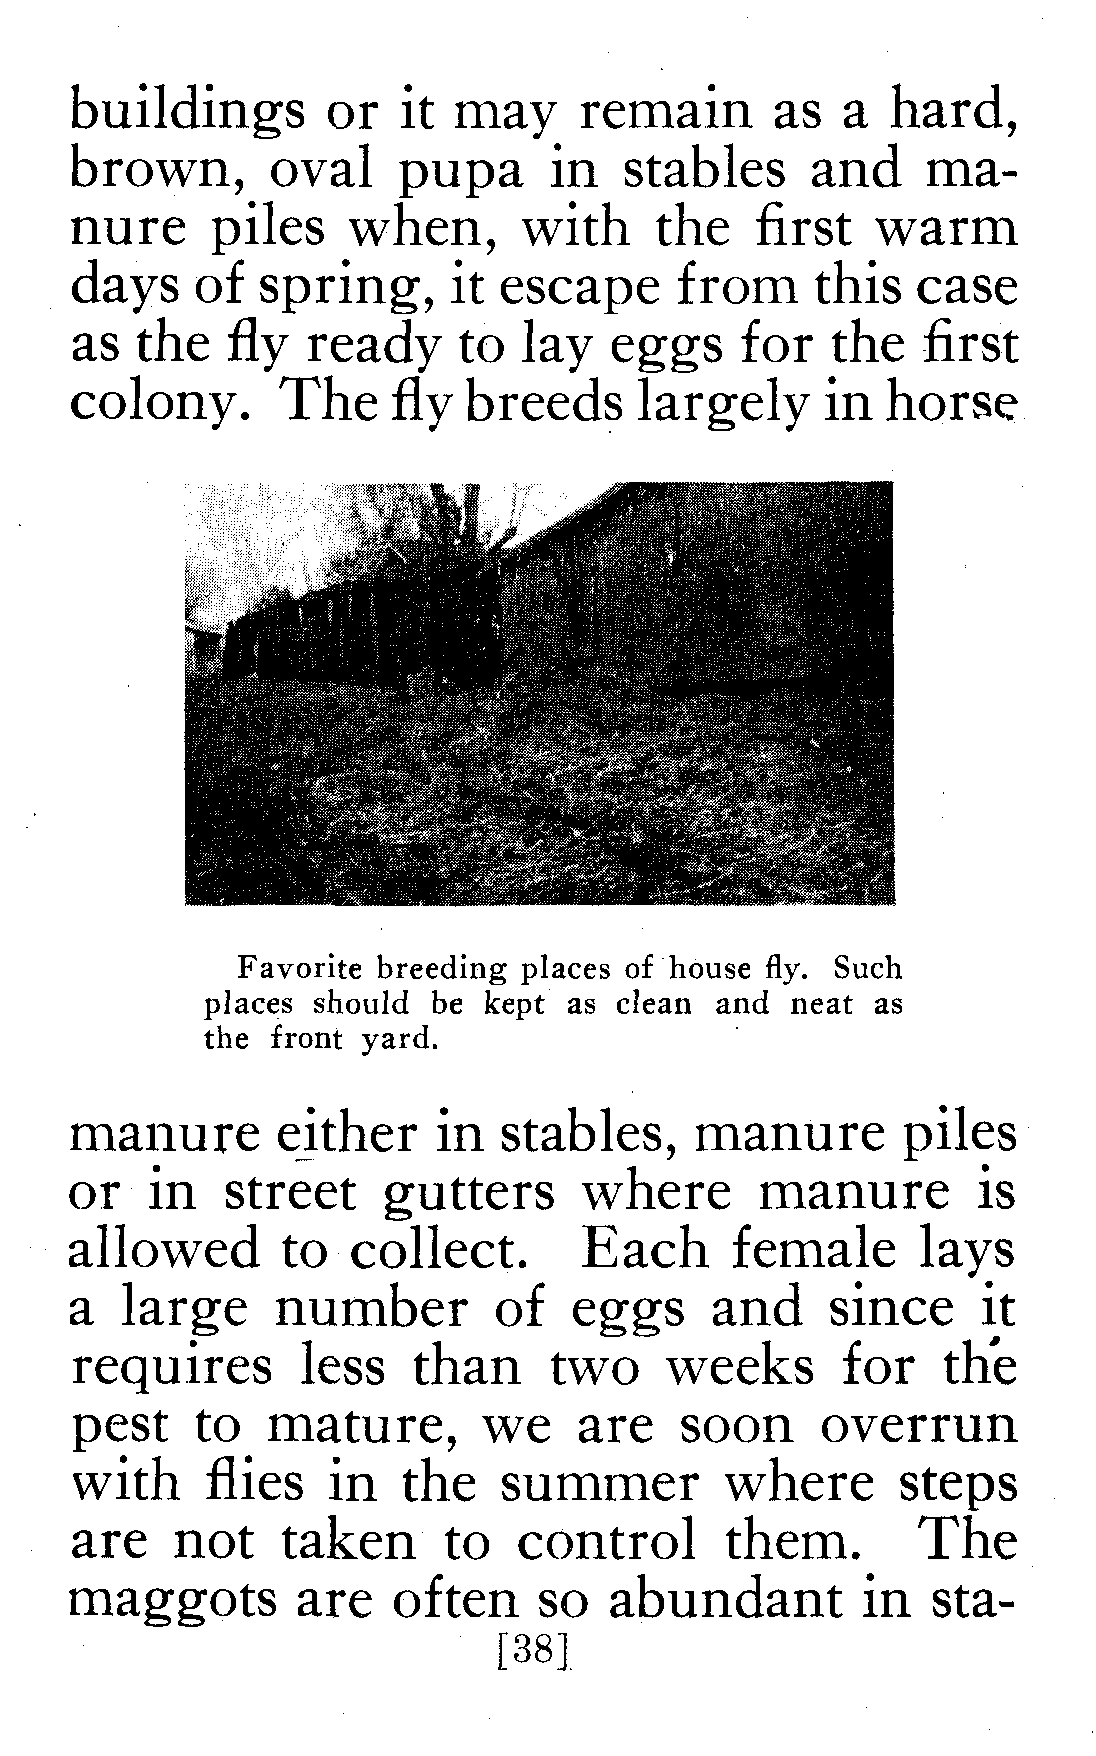 buildings or it may remain as a hard,
brown, oval pupa in stables and ma-
nure piles when, with the first warm
days of spring, it escape from this case
as the fly ready to lay eggs for the first
colony. The fly breeds largely in horse
Favorite breeding places of house fly. Such
places should be kept as clean and neat as
the front yard.
manure either in stables, manure piles
or in street gutters where manure is
allowed to collect. Each female lays
a large number of eggs and since it
requires less than two weeks for the
pest to mature, we are soon overrun
with flies in the summer where steps
are not taken to control them. The
maggots are often so abundant in sta-
[38]